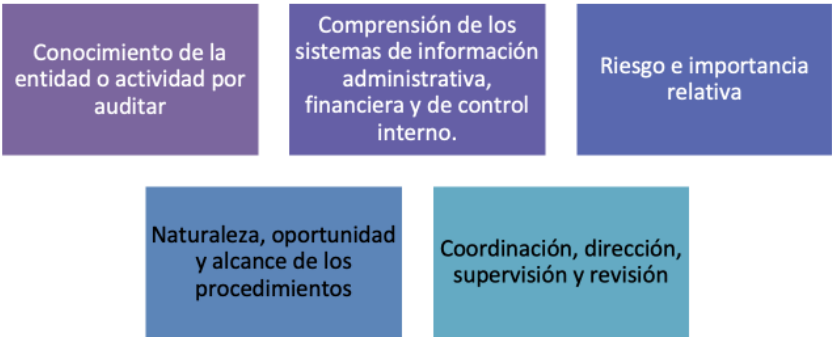 Conocimiento de la
entidad o actividad por
auditar
Comprensión de los
sistemas de información
administrativa,
financiera y de control
interno.
Riesgo e importancia
relativa
Naturaleza, oportunidad
y alcance de los
procedimientos
Coordinación, dirección,
supervisión y revisión